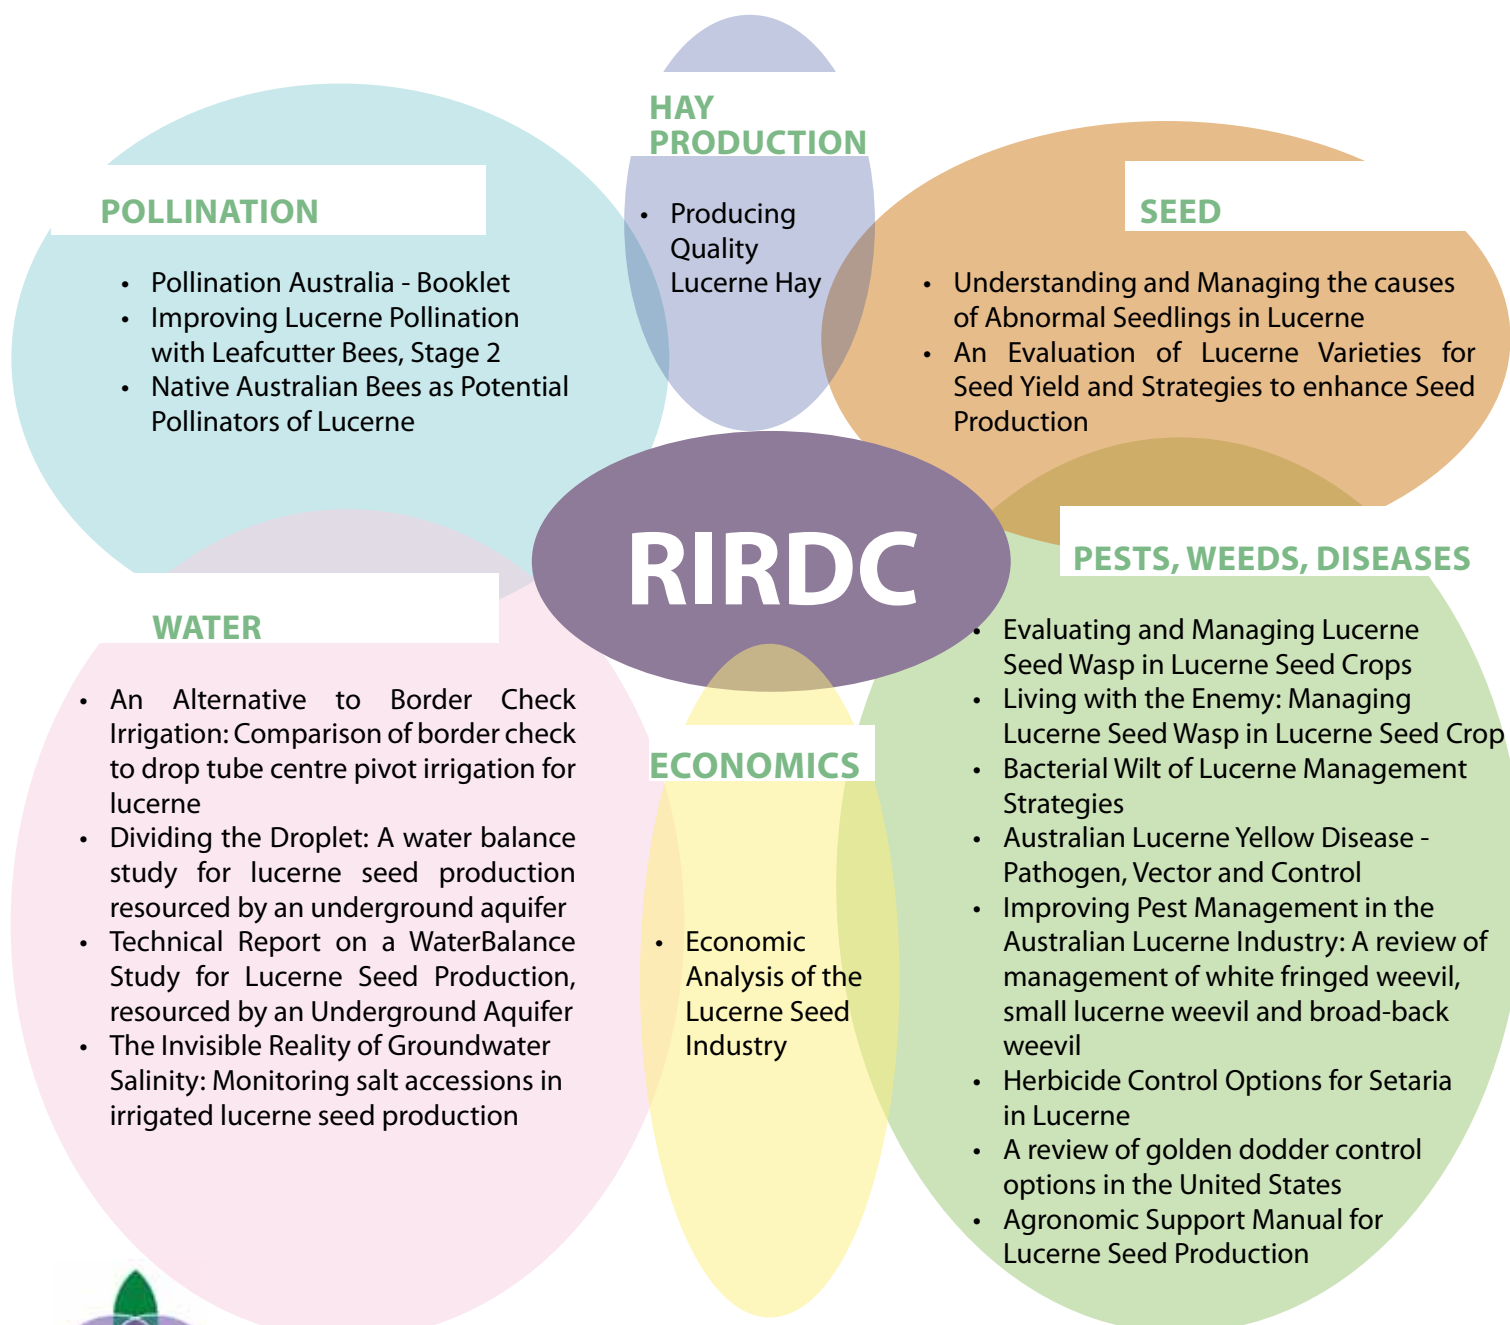 HAY
PRODUCTION
• Producing
Quality
Lucerne Hay
POLLINATION
• Pollination Australia - Booklet
• Improving Lucerne Pollination
with Leafcutter Bees, Stage 2
• Native Australian Bees as Potential
Pollinators of Lucerne
SEED
• Understanding and Managing the causes
of Abnormal Seedlings in Lucerne
• An Evaluation of Lucerne Varieties for
Seed Yield and Strategies to enhance Seed
Production
RIRDC
WATER
• An Alternative to Border Check
Irrigation: Comparison of border check
to drop tube centre pivot irrigation for
lucerne
• Dividing the Droplet: A water balance
study for lucerne seed production
resourced by an underground aquifer
• Technical Report on a WaterBalance
Study for Lucerne Seed Production,
resourced by an Underground Aquifer
• The Invisible Reality of Groundwater
Salinity: Monitoring salt accessions in
irrigated lucerne seed production
ECONOMICS
• Economic
Analysis of the
Lucerne Seed
Industry
PESTS, WEEDS, DISEASES
• Evaluating and Managing Lucerne
Seed Wasp in Lucerne Seed Crops
• Living with the Enemy: Managing
Lucerne Seed Wasp in Lucerne Seed Crop
• Bacterial Wilt of Lucerne Management
Strategies
• Australian Lucerne Yellow Disease -
Pathogen, Vector and Control
• Improving Pest Management in the
Australian Lucerne Industry: A review of
management of white fringed weevil,
small lucerne weevil and broad-back
weevil
• Herbicide Control Options for Setaria
in Lucerne
• A review of golden dodder control
options in the United States
• Agronomic Support Manual for
Lucerne Seed Production